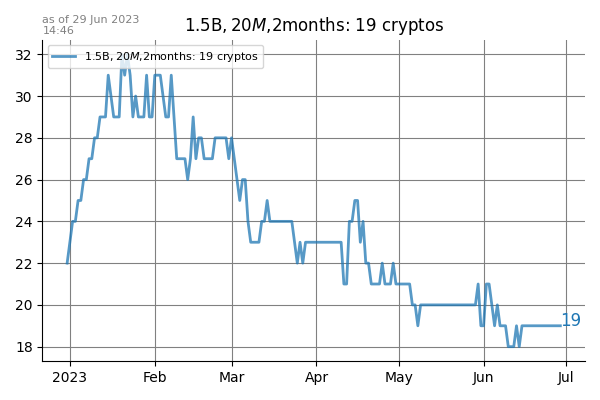 as of 29 Jun 2023
14:46
1.5B, 20M,2months: 19 cryptos
1.5B, 20M,2months: 19 cryptos
32
30
28
26
24
22
20
18
19
2023 Feb Mar Apr May Jun Jul